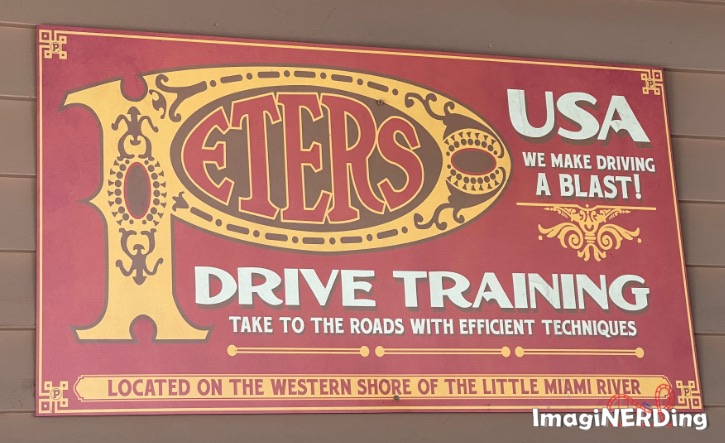 PETERS
USA
WE MAKE DRIVING
A BLAST!
DRIVE TRAINING
TAKE TO THE ROADS WITH EFFICIENT TECHNIQUES
LOCATED ON THE WESTERN SHORE OF THE LITTLE MIAMI RIVER
ImagiNERDing